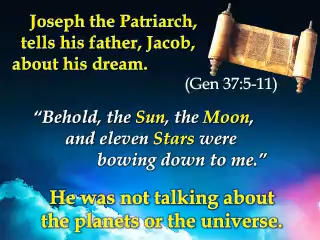 Joseph the Patriarch,
tells his father, Jacob,
about his dream.
(Gen 37:5-11)
“Behold, the Sun, the Moon,
and eleven Stars were
bowing down to me.”
He was not talking about
the planets or the universe.